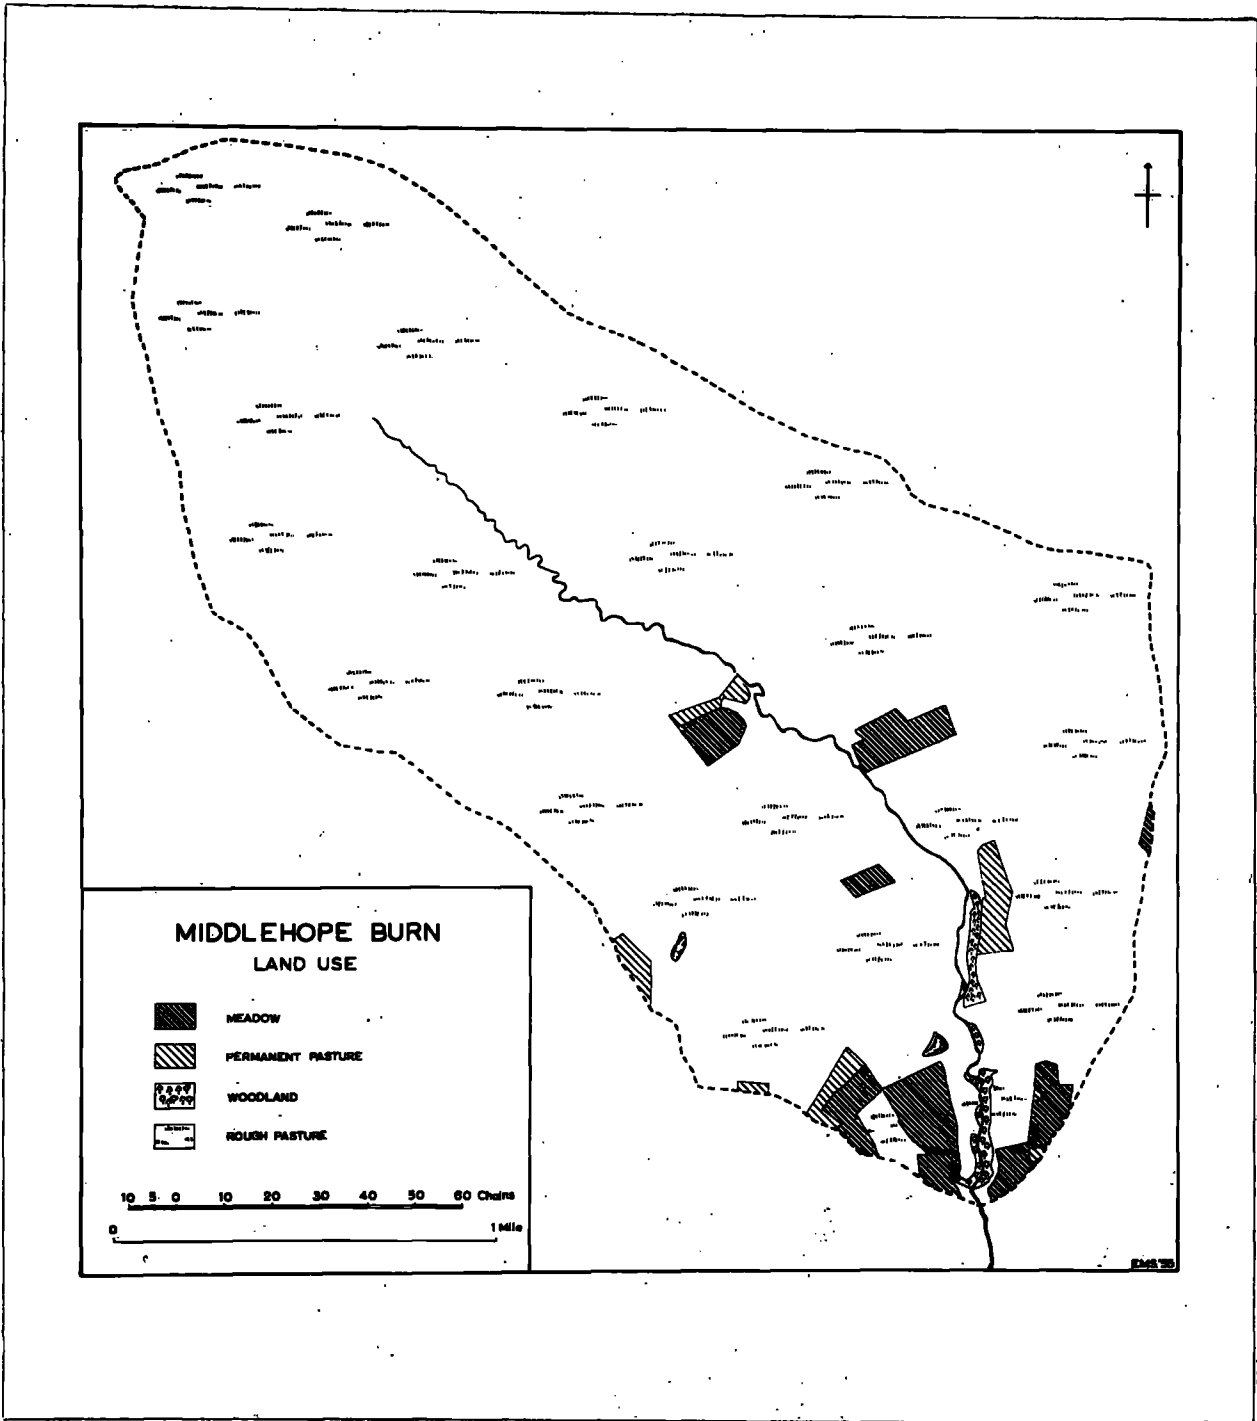 MIDDLEHOPE BURN
LAND USE
MEADOW
PERMANENT PASTURE
WOODLAND
ROUGH PASTURE
10 5 0 10 20 30 40 50 60 Chains
0 1 Mile
E.M.S.'55